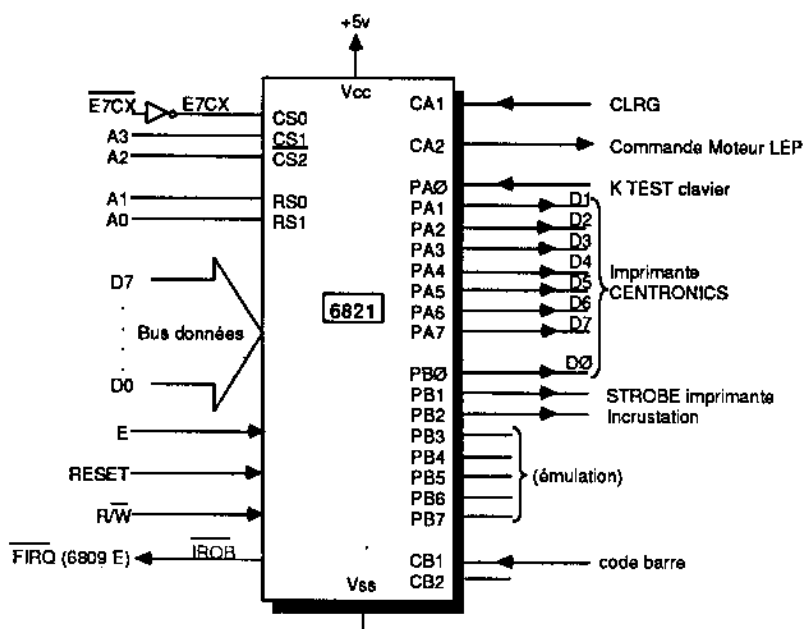 +5v
Vcc
E7CX E7CX CS0
A3 CS1
A2 CS2
A1 RS0
A0 RS1
D7
.
.
.
.
Bus données
D0
E
RESET
R/W
FIRQ (6809 E) IRQB
6821
Vss
CA1 CLRG
CA2 Commande Moteur LEP
PAØ K TEST clavier
PA1 D1
PA2 D2
PA3 D3
PA4 D4
PA5 D5
PA6 D6
PA7 D7
PBØ DØ
Imprimante
CENTRONICS
PB1 STROBE imprimante
PB2 Incrustation
PB3
PB4
PB5
PB6
PB7
(émulation)
CB1 code barre
CB2